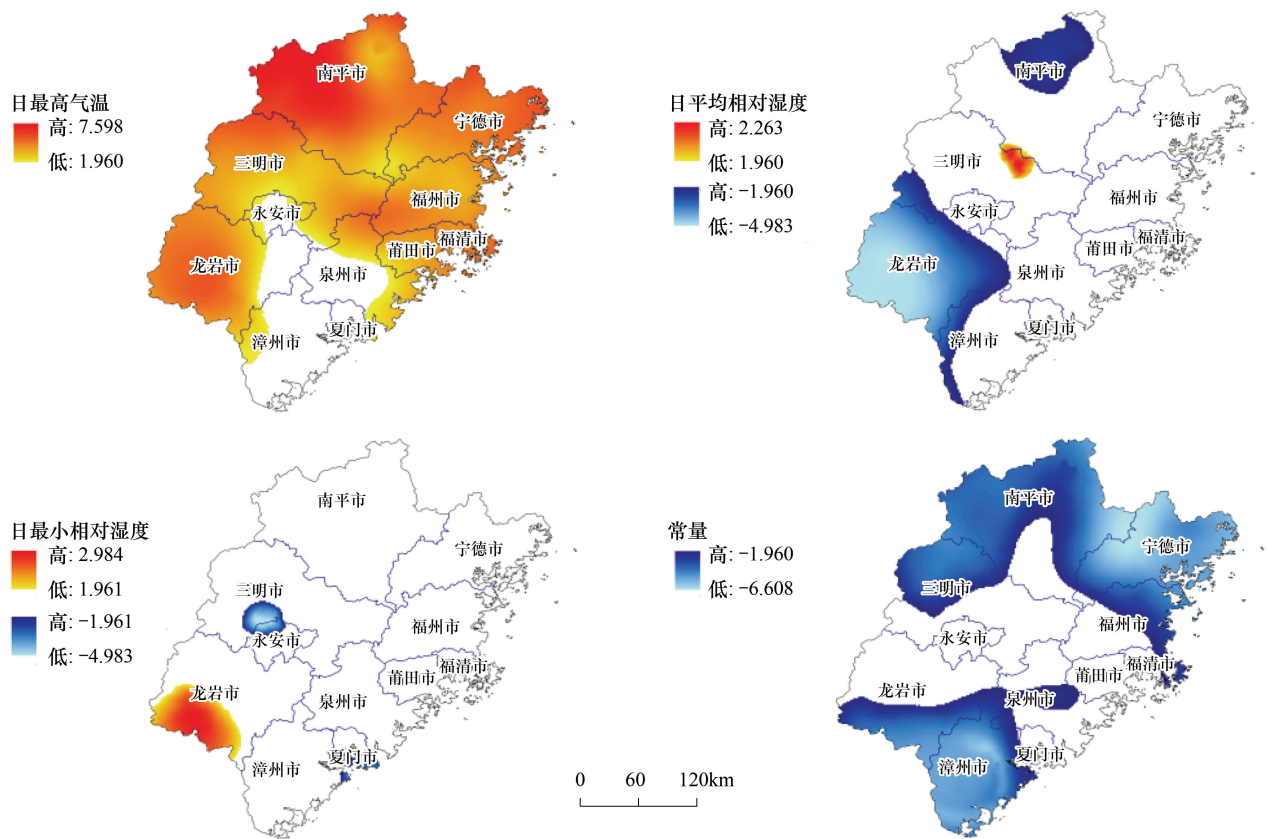 日最高气温
高: 7.598
低: 1.960
南平市
宁德市
三明市
福州市
永安市
福清市
莆田市
龙岩市
泉州市
厦门市
漳州市
日平均相对湿度
高: 2.263
低: 1.960
高: −1.960
低: −4.983
南平市
宁德市
三明市
福州市
永安市
福清市
莆田市
龙岩市
泉州市
厦门市
漳州市
日最小相对湿度
高: 2.984
低: 1.961
高: −1.961
低: −4.983
南平市
宁德市
三明市
福州市
永安市
福清市
莆田市
龙岩市
泉州市
厦门市
漳州市
常量
高: −1.960
低: −6.608
南平市
宁德市
三明市
福州市
永安市
福清市
莆田市
龙岩市
泉州市
厦门市
漳州市
0 60 120km